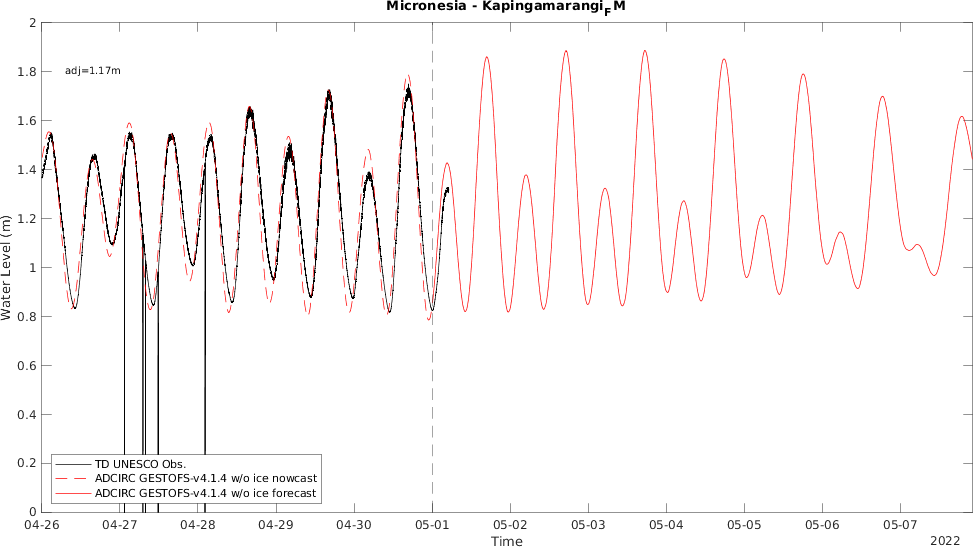 Micronesia - Kapingamarangi_FM
adj=1.17m
Water Level (m)
2
1.8
1.6
1.4
1.2
1
0.8
0.6
0.4
0.2
0
TD UNESCO Obs.
ADCIRC GESTOFS-v4.1.4 w/o ice nowcast
ADCIRC GESTOFS-v4.1.4 w/o ice forecast
04-26 04-27 04-28 04-29 04-30 05-01 05-02 05-03 05-04 05-05 05-06 05-07
Time
2022